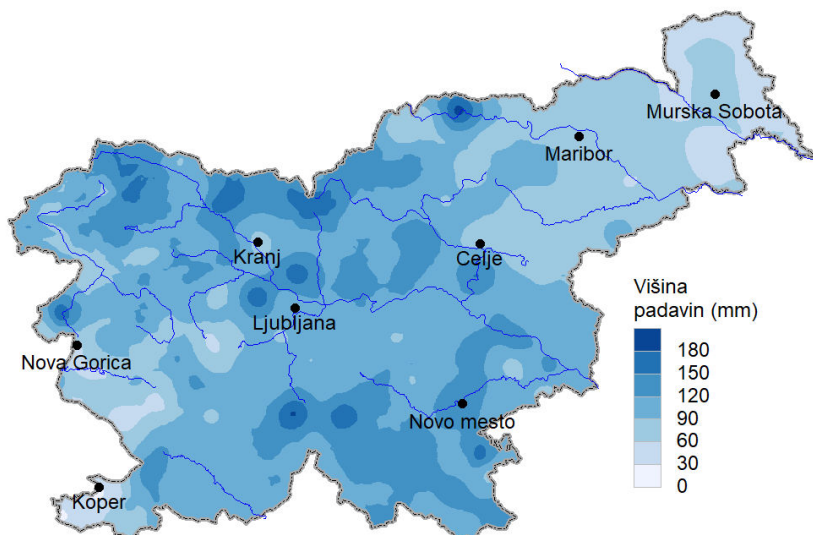 Murska Sobota
Maribor
Kranj
Celje
Ljubljana
Nova Gorica
Novo mesto
Koper
Višina
padavin (mm)
180
150
120
90
60
30
0